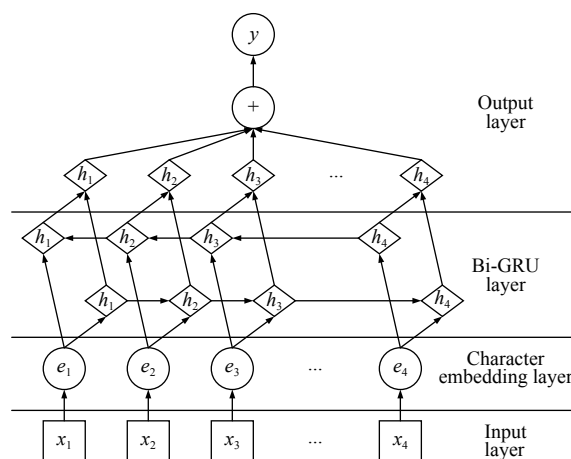 y
+
Output
layer
h₁ h₂ h₃ ... h₄
h₁ h₂ h₃ h₄
Bi-GRU
layer
h₁ h₂ h₃ h₄
e₁ e₂ e₃ ... e₄
Character
embedding layer
x₁ x₂ x₃ ... x₄
Input
layer